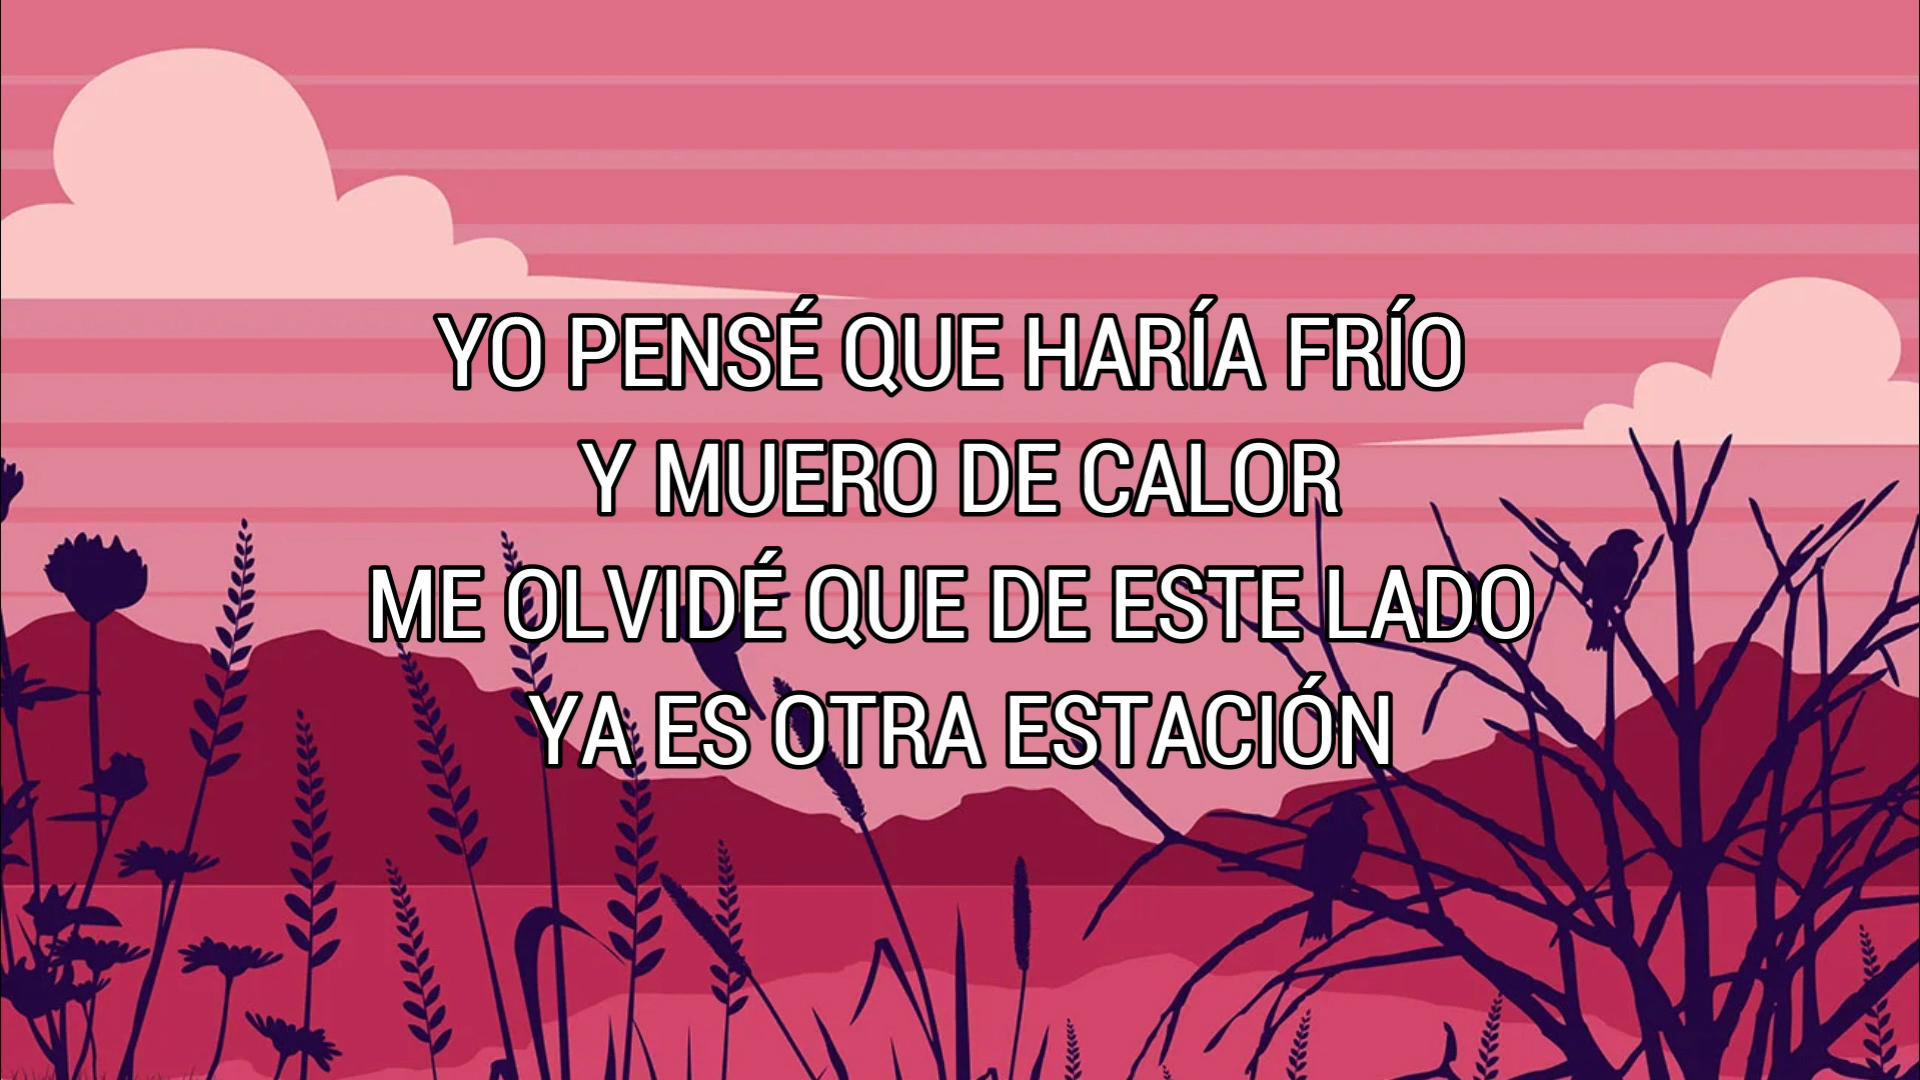 YO PENSÉ QUE HARÍA FRÍO
Y MUERO DE CALOR
ME OLVIDÉ QUE DE ESTE LADO
YA ES OTRA ESTACIÓN